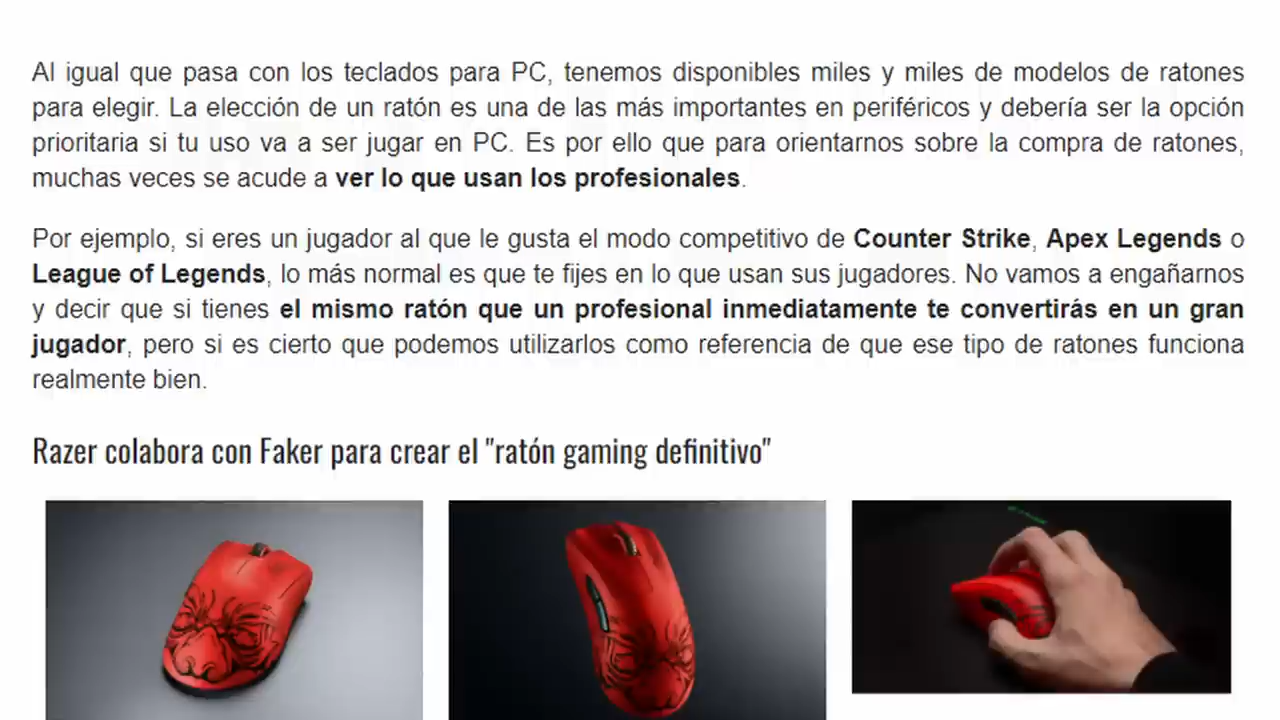 Al igual que pasa con los teclados para PC, tenemos disponibles miles y miles de modelos de ratones
para elegir. La elección de un ratón es una de las más importantes en periféricos y debería ser la opción
prioritaria si tu uso va a ser jugar en PC. Es por ello que para orientarnos sobre la compra de ratones,
muchas veces se acude a ver lo que usan los profesionales.
Por ejemplo, si eres un jugador al que le gusta el modo competitivo de Counter Strike, Apex Legends o
League of Legends, lo más normal es que te fijes en lo que usan sus jugadores. No vamos a engañarnos
y decir que si tienes el mismo ratón que un profesional inmediatamente te convertirás en un gran
jugador, pero si es cierto que podemos utilizarlos como referencia de que ese tipo de ratones funciona
realmente bien.
Razer colabora con Faker para crear el "ratón gaming definitivo"